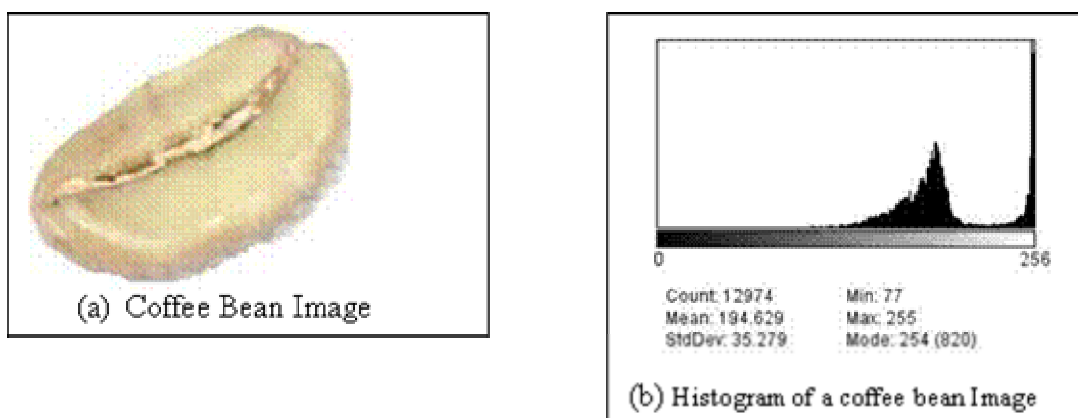 (a) Coffee Bean Image
0 256
Count: 12974 Min: 77
Mean: 194.629 Max: 255
StdDev: 35.279 Mode: 254 (820)
(b) Histogram of a coffee bean Image